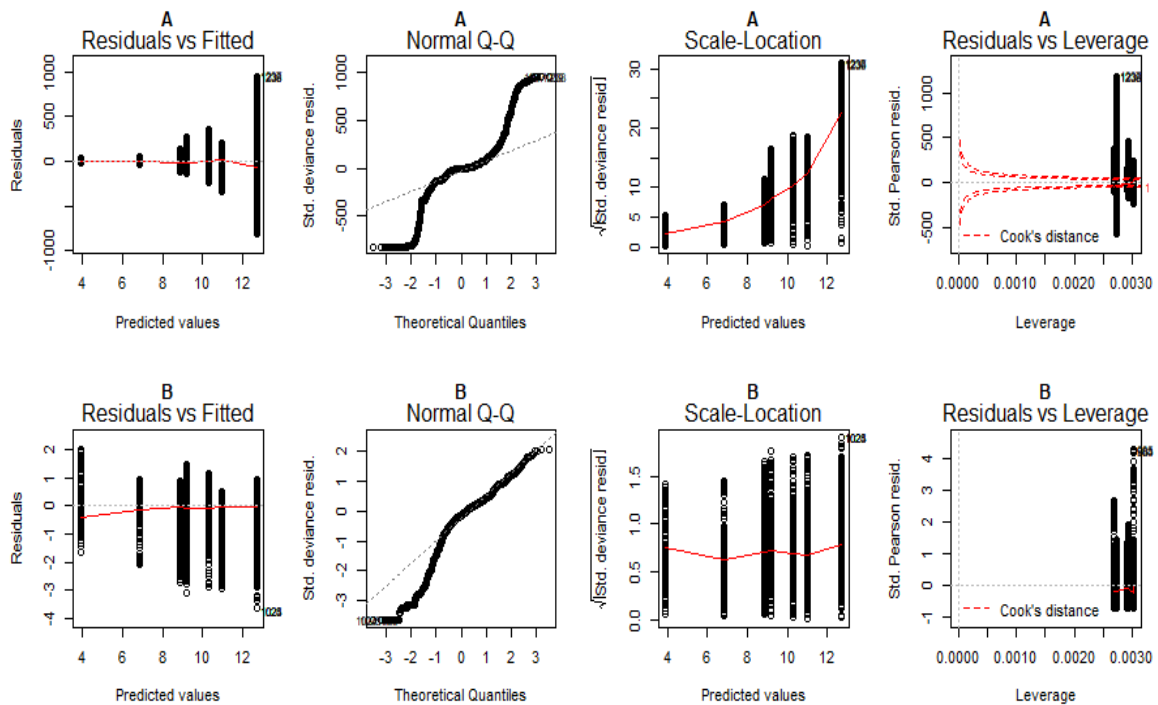 A
Residuals vs Fitted
Residuals
1000
500
0
-1000
4 6 8 10 12
Predicted values
A
Normal Q-Q
Std. deviance resid.
1000
500
0
-500
-3 -2 -1 0 1 2 3
Theoretical Quantiles
A
Scale-Location
√|Std. deviance resid.|
30
25
20
15
10
5
0
4 6 8 10 12
Predicted values
A
Residuals vs Leverage
Std. Pearson resid.
1000
500
0
-5000
Cook's distance
1
0.0000 0.0010 0.0020 0.0030
Leverage
B
Residuals vs Fitted
Residuals
2
1
0
-1
-2
-3
-4
4 6 8 10 12
Predicted values
B
Normal Q-Q
Std. deviance resid.
2
1
0
-1
-3
-3 -2 -1 0 1 2 3
Theoretical Quantiles
B
Scale-Location
√|Std. deviance resid.|
1.5
1.0
0.5
0.0
4 6 8 10 12
Predicted values
B
Residuals vs Leverage
Std. Pearson resid.
4
3
2
1
0
-1
Cook's distance
0.0000 0.0010 0.0020 0.0030
Leverage